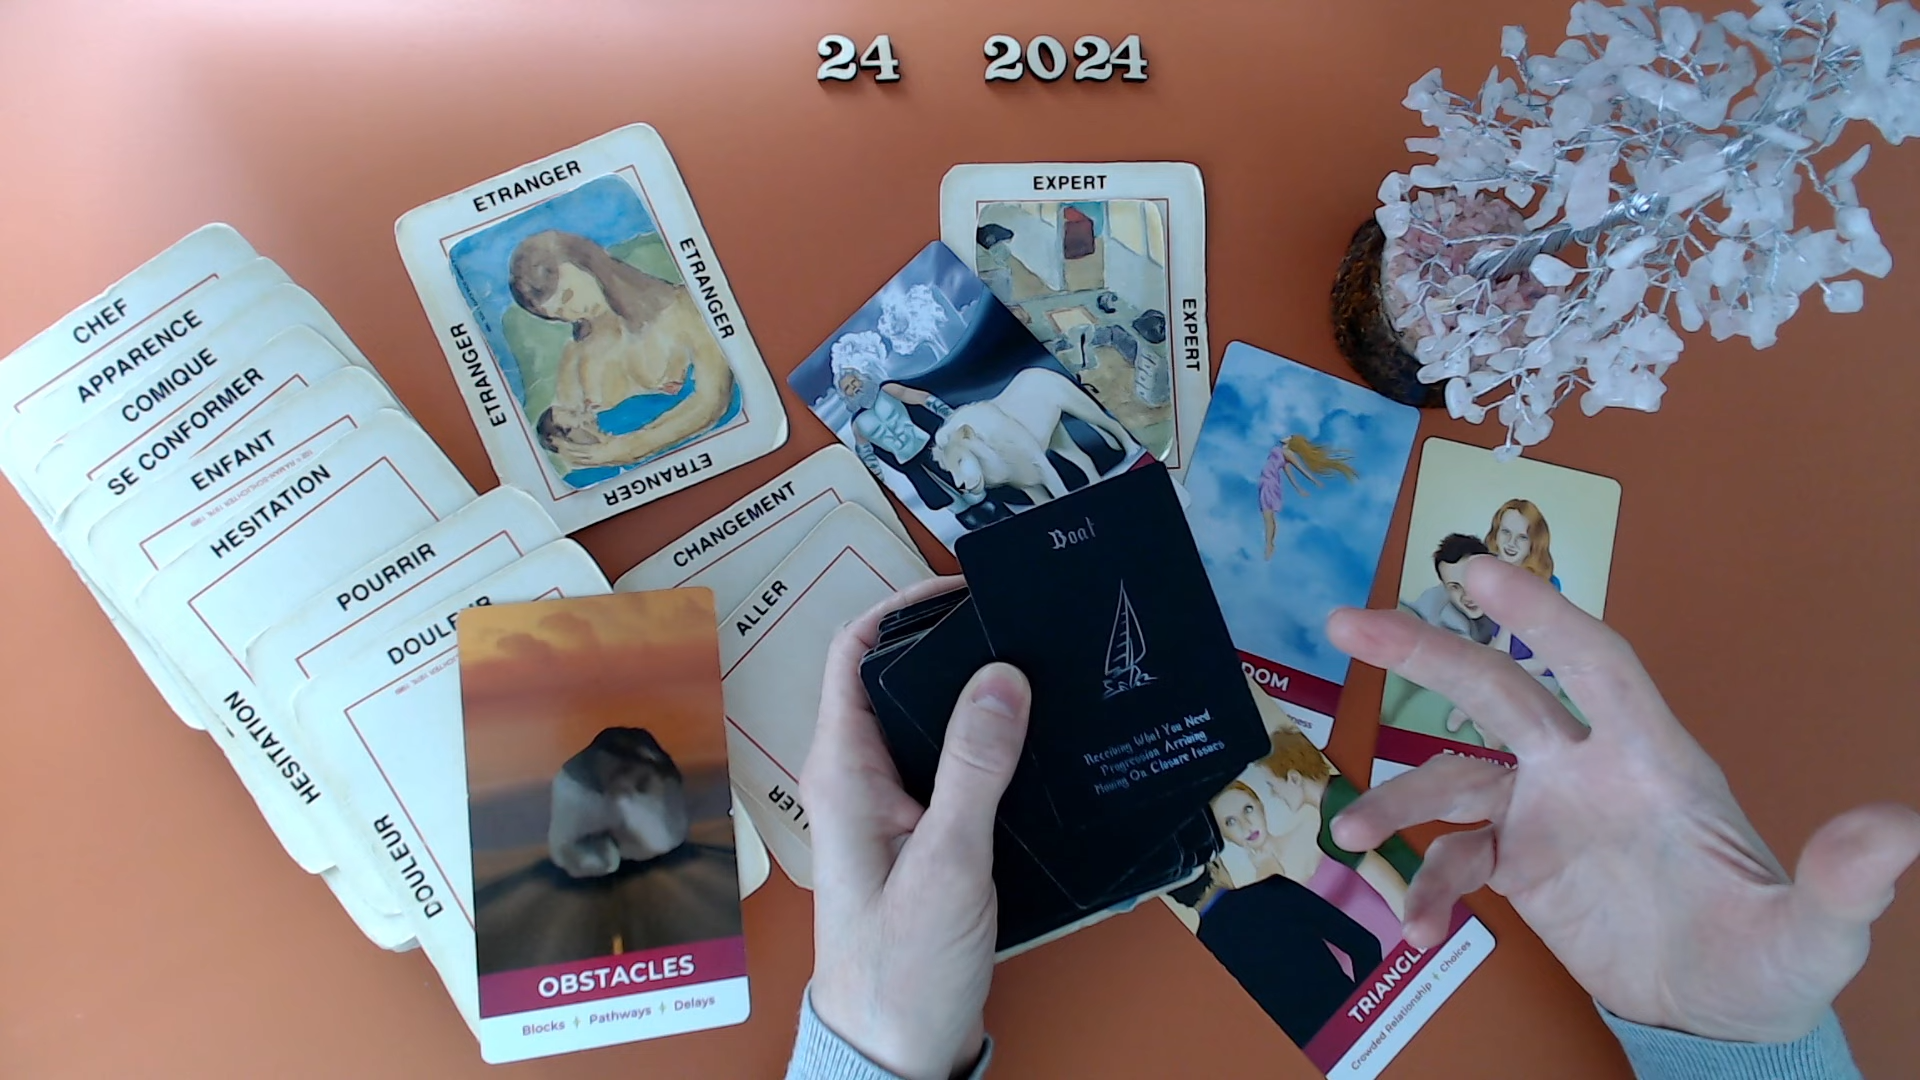 24 2024
ETRANGER
ETRANGER
ETRANGER
ETRANGER
EXPERT
EXPERT
CHEF
APPARENCE
COMIQUE
SE CONFORMER
ENFANT
HESITATION
HESITATION
POURRIR
DOULEUR
DOULEUR
CHANGEMENT
ALLER
Boat
Receiving What You Need
Progression Arriving
Moving On Closure Issues
OBSTACLES
Blocks Pathways Delays
TRIANGLE
Crowded Relationship Choices